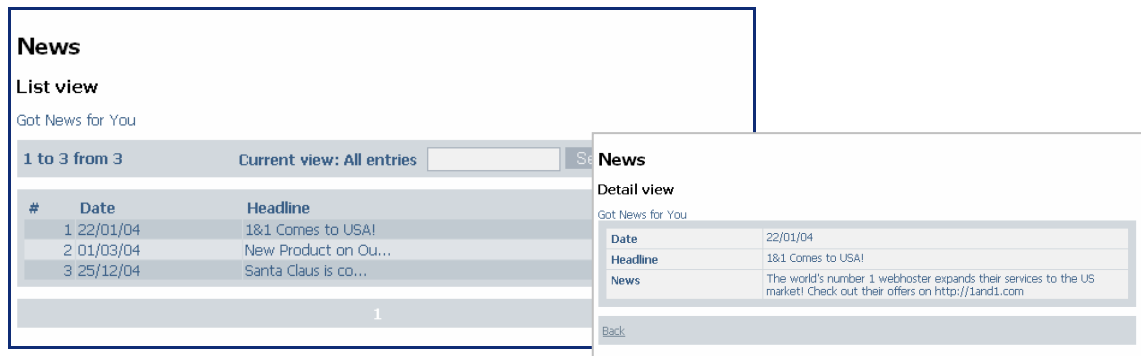 News
List view
Got News for You
1 to 3 from 3 Current view: All entries
# Date Headline
1 22/01/04 1&1 Comes to USA!
2 01/03/04 New Product on Ou...
3 25/12/04 Santa Claus is co...
1
News
Detail view
Got News for You
Date 22/01/04
Headline 1&1 Comes to USA!
News The world's number 1 webhoster expands their services to the US
market! Check out their offers on http://1and1.com
Back